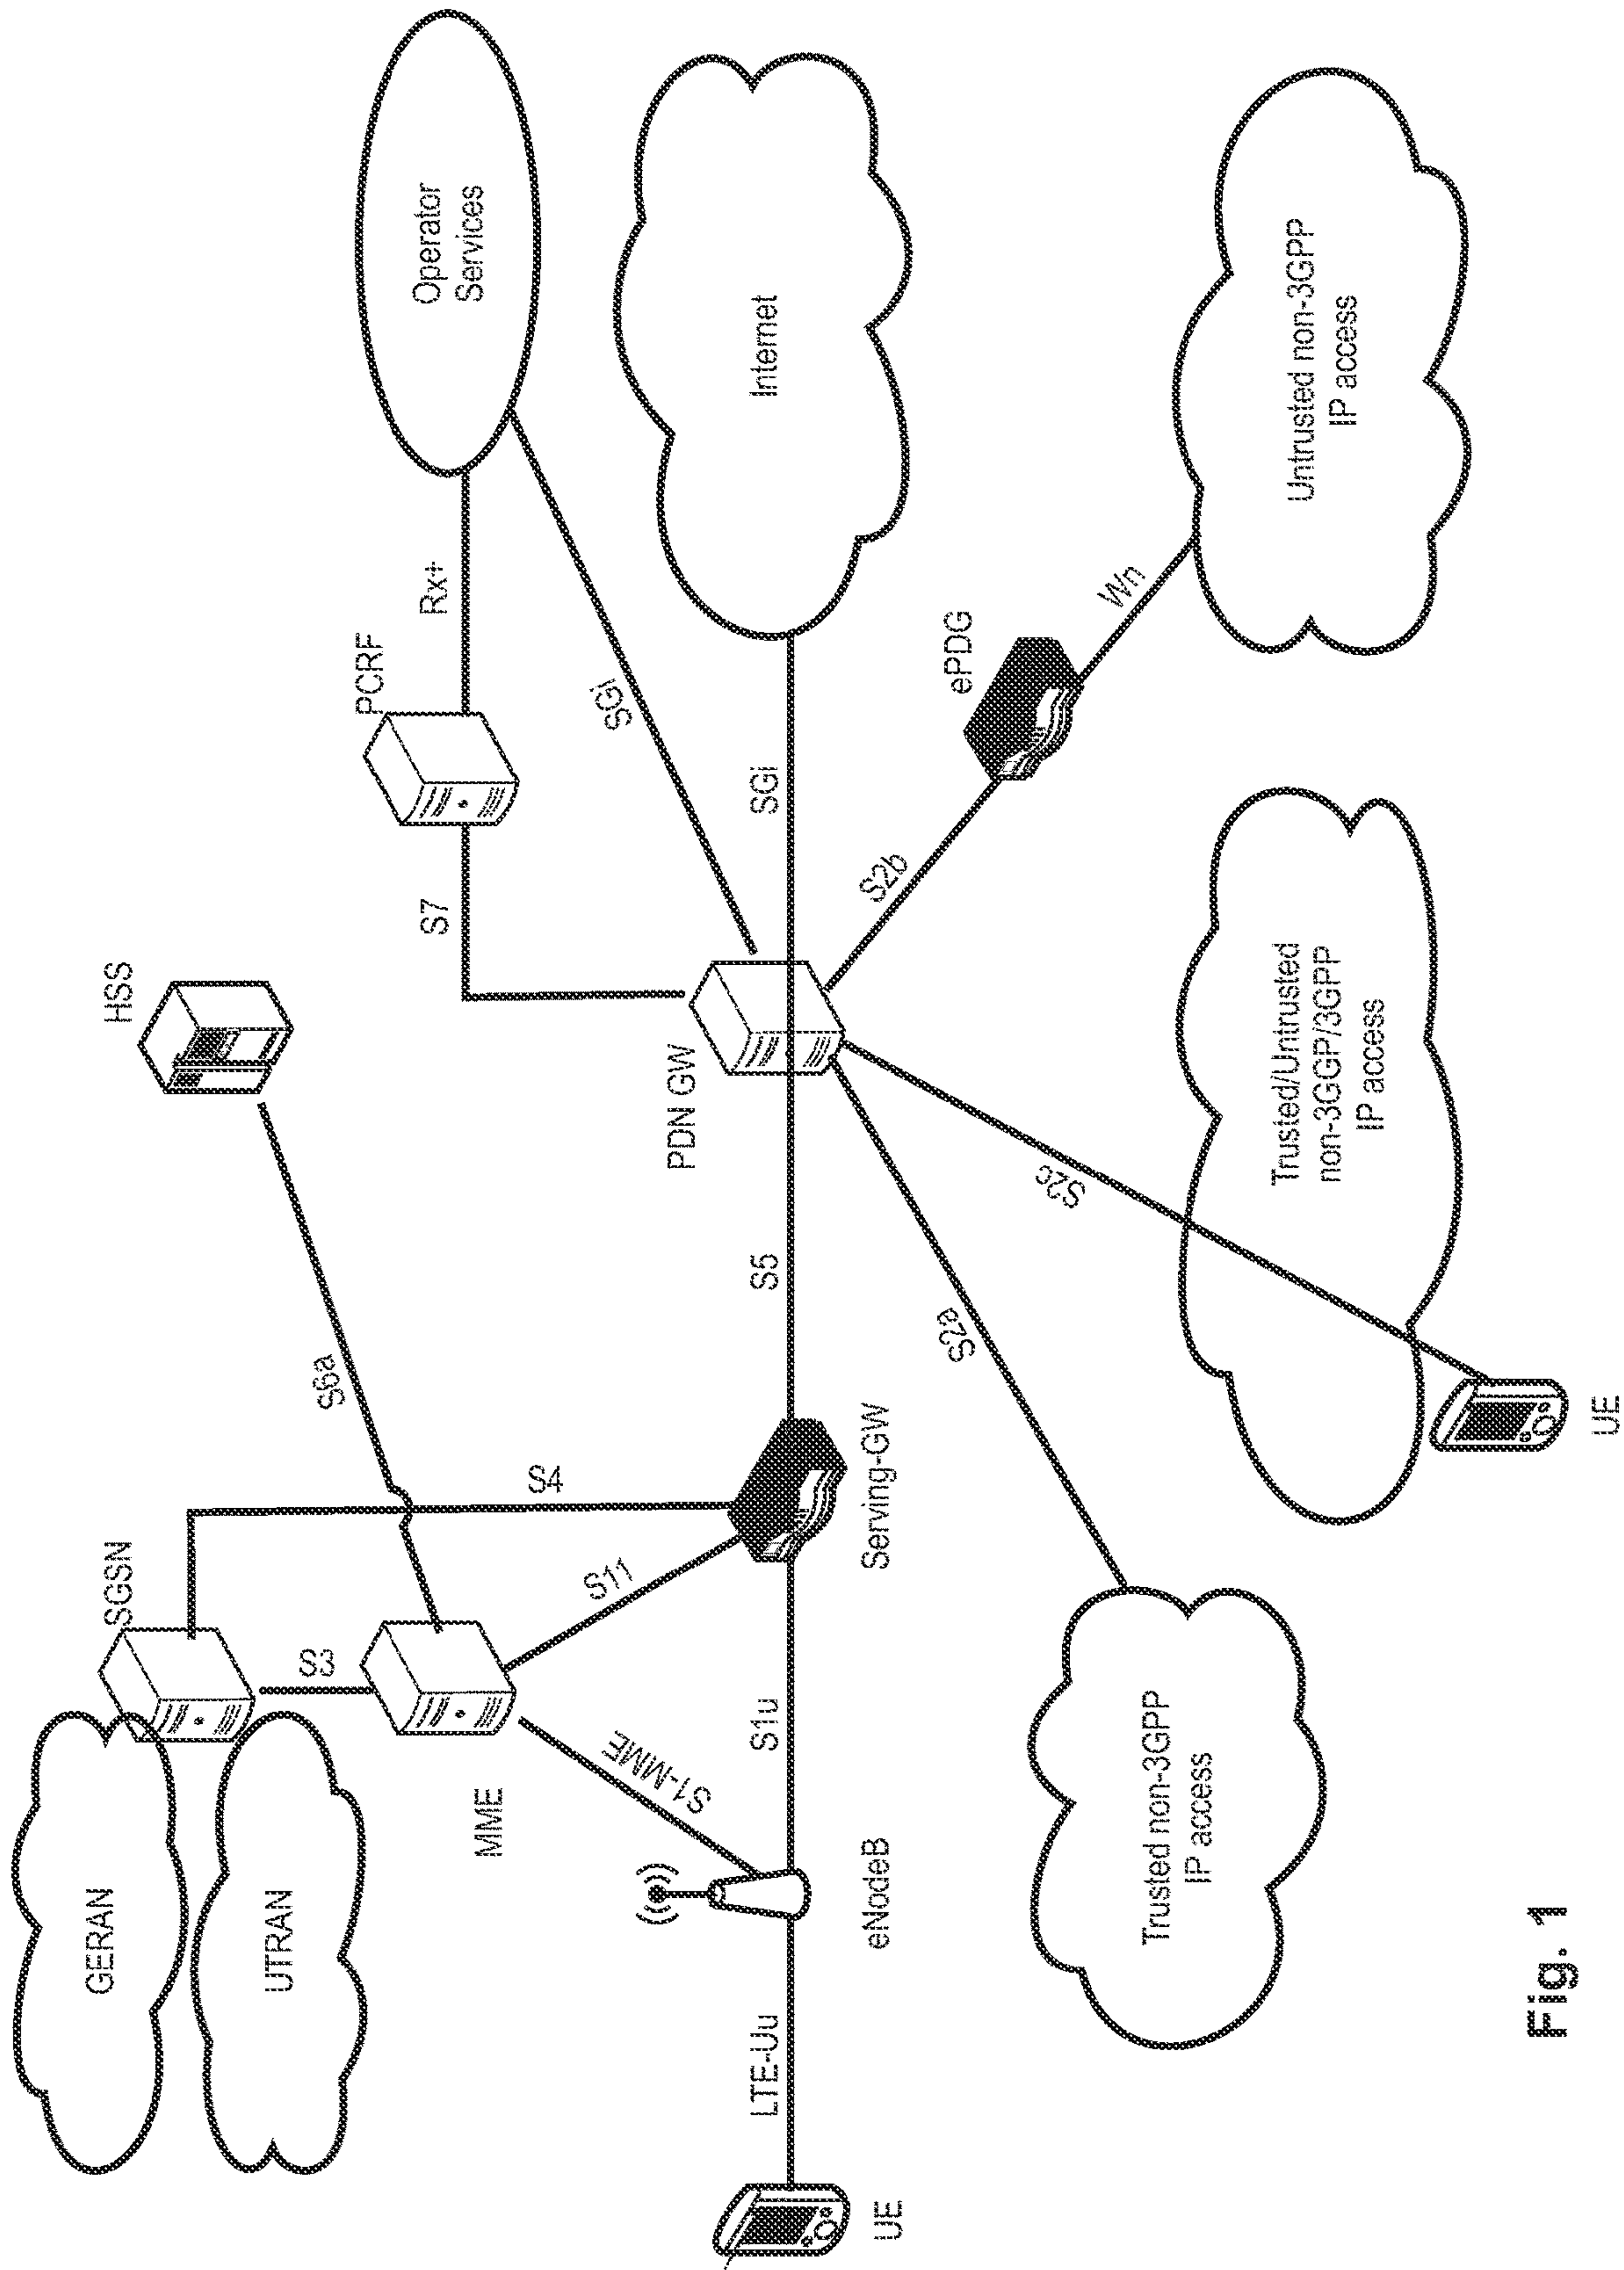 GERAN
UTRAN
SGSN
HSS
S3
S6a
S4
MME
S11
S1-MME
PCRF
S7
Rx+
Operator
Services
SGi
UE
LTE-Uu
eNodeB
S1u
Serving-GW
S5
PDN GW
SGi
Internet
S2a
S2c
S2b
ePDG
Wn
Trusted non-3GPP
IP access
Trusted/Untrusted
non-3GGP/3GPP
IP access
UE
Untrusted non-3GPP
IP access
Fig. 1